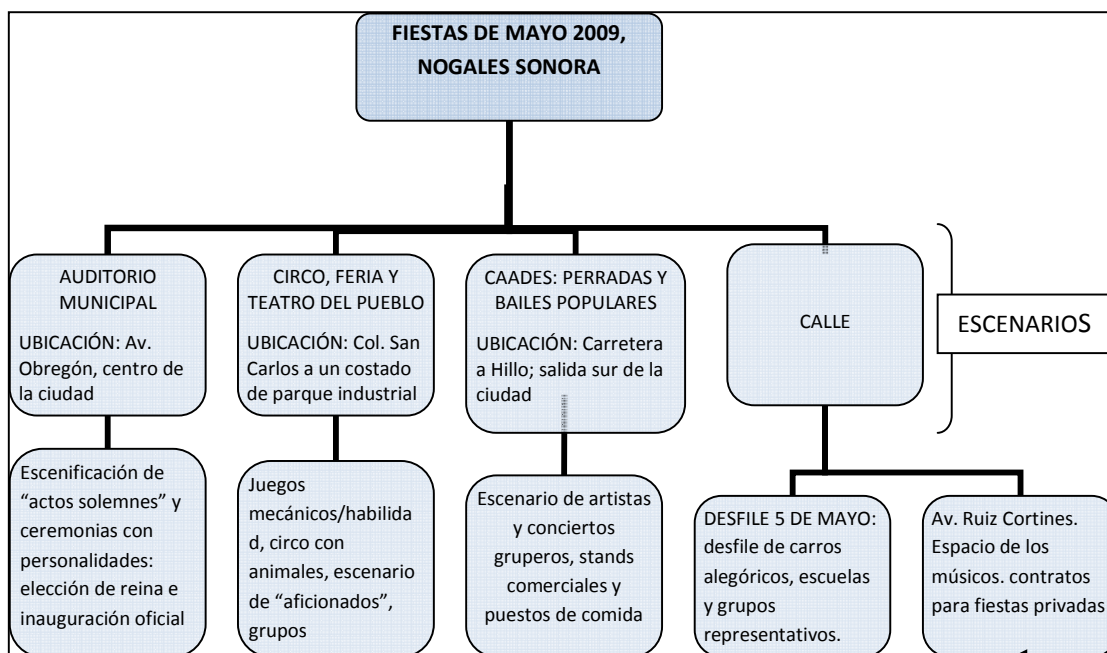 FIESTAS DE MAYO 2009,
NOGALES SONORA
AUDITORIO
MUNICIPAL
UBICACIÓN: Av.
Obregón, centro de
la ciudad
CIRCO, FERIA Y
TEATRO DEL PUEBLO
UBICACIÓN: Col. San
Carlos a un costado
de parque industrial
CAADES: PERRADAS Y
BAILES POPULARES
UBICACIÓN: Carretera
a Hillo; salida sur de la
ciudad
CALLE
ESCENARIOS
Escenificación de
“actos solemnes” y
ceremonias con
personalidades:
elección de reina e
inauguración oficial
Juegos
mecánicos/habilida
d, circo con
animales, escenario
de “aficionados”,
grupos
Escenario de artistas
y conciertos
gruperos, stands
comerciales y
puestos de comida
DESFILE 5 DE MAYO:
desfile de carros
alegóricos, escuelas
y grupos
representativos.
Av. Ruiz Cortines.
Espacio de los
músicos. contratos
para fiestas privadas